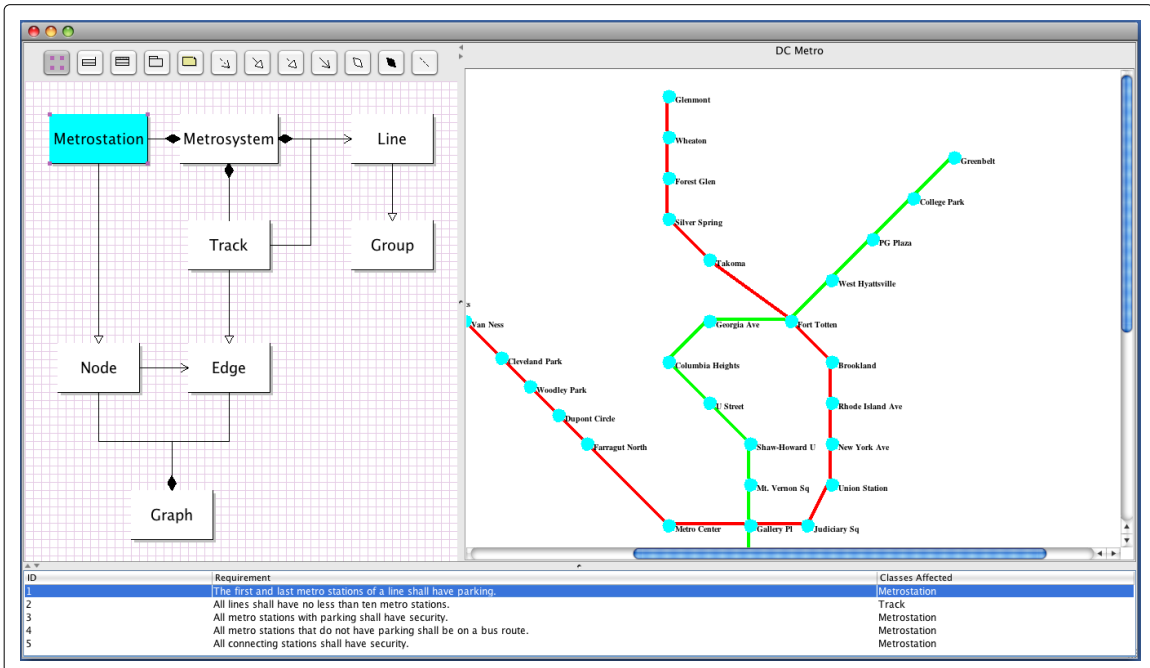 DC Metro
Metrostation
Metrosystem
Line
Track
Group
Node
Edge
Graph
Glenmont
Wheaton
Forest Glen
Silver Spring
Takoma
Greenbelt
College Park
PG Plaza
West Hyattsville
Van Ness
Georgia Ave
Fort Totten
Cleveland Park
Columbia Heights
Brookland
Woodley Park
U Street
Rhode Island Ave
Dupont Circle
Farragut North
Shaw-Howard U
New York Ave
Mt. Vernon Sq
Union Station
Metro Center
Gallery Pl
Judiciary Sq
ID Requirement Classes Affected
1 The first and last metro stations of a line shall have parking. Metrostation
2 All lines shall have no less than ten metro stations. Track
3 All metro stations with parking shall have security. Metrostation
4 All metro stations that do not have parking shall be on a bus route. Metrostation
5 All connecting stations shall have security. Metrostation